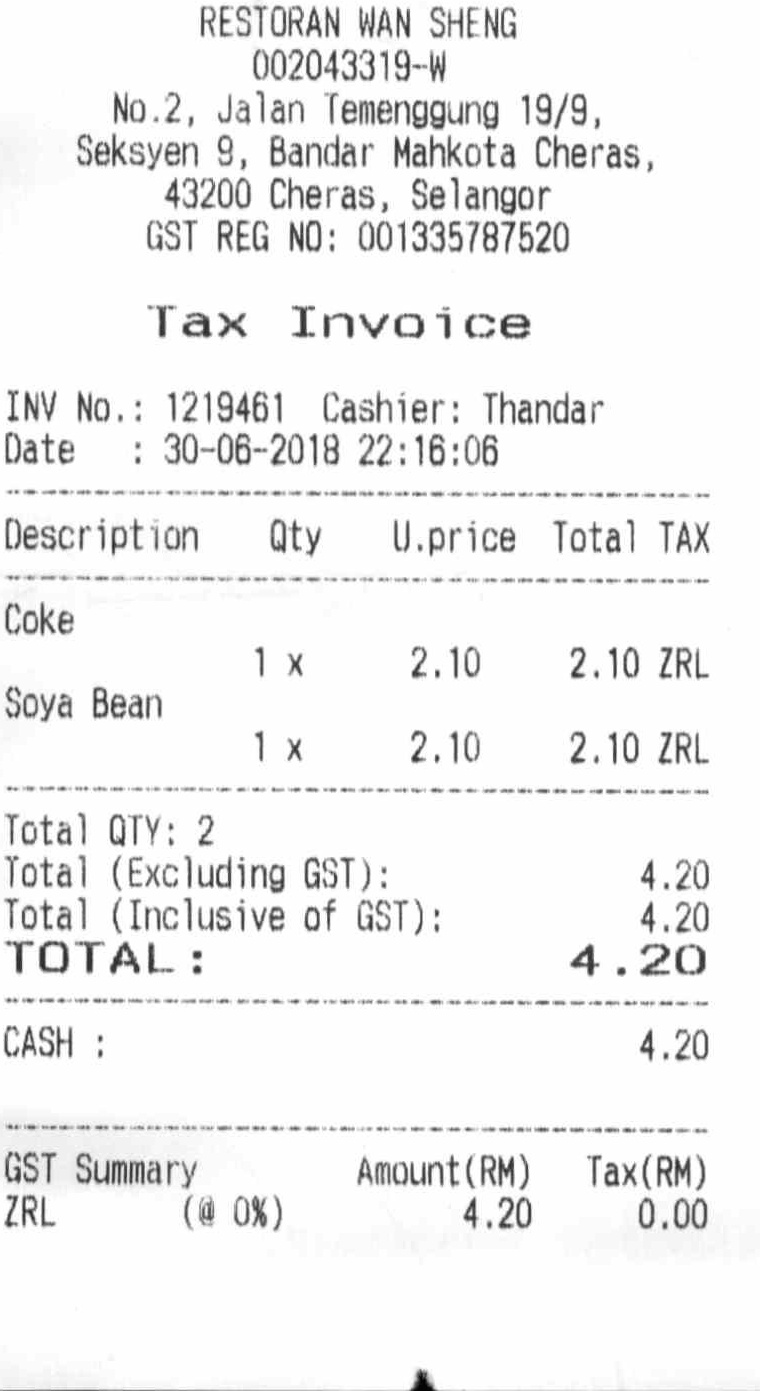 RESTORAN WAN SHENG
002043319-W
No.2, Jalan Temenggung 19/9,
Seksyen 9, Bandar Mahkota Cheras,
43200 Cheras, Selangor
GST REG NO: 001335787520
Tax Invoice
INV No.: 1219461 Cashier: Thandar
Date : 30-06-2018 22:16:06
Description Qty U.price Total TAX
Coke
1 x 2.10 2.10 ZRL
Soya Bean
1 x 2.10 2.10 ZRL
Total QTY: 2
Total (Excluding GST): 4.20
Total (Inclusive of GST): 4.20
TOTAL: 4.20
CASH : 4.20
GST Summary Amount(RM) Tax(RM)
ZRL (@ 0%) 4.20 0.00